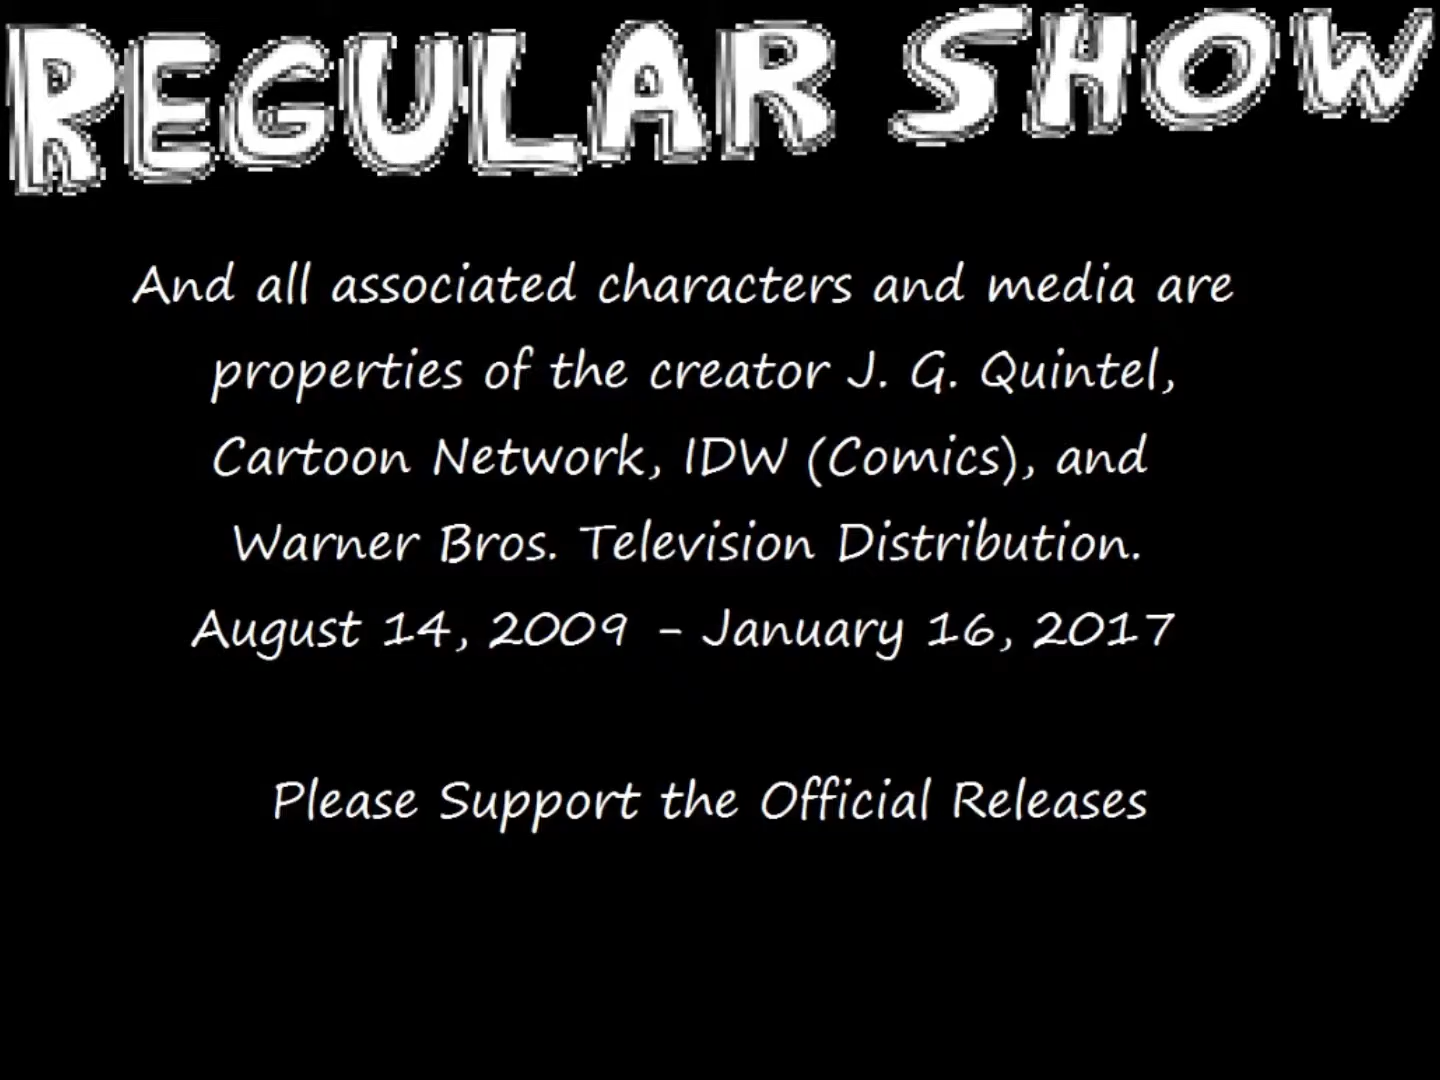 REGULAR SHOW
And all associated characters and media are
properties of the creator J. G. Quintel,
Cartoon Network, IDW (Comics), and
Warner Bros. Television Distribution.
August 14, 2009 - January 16, 2017
Please Support the Official Releases